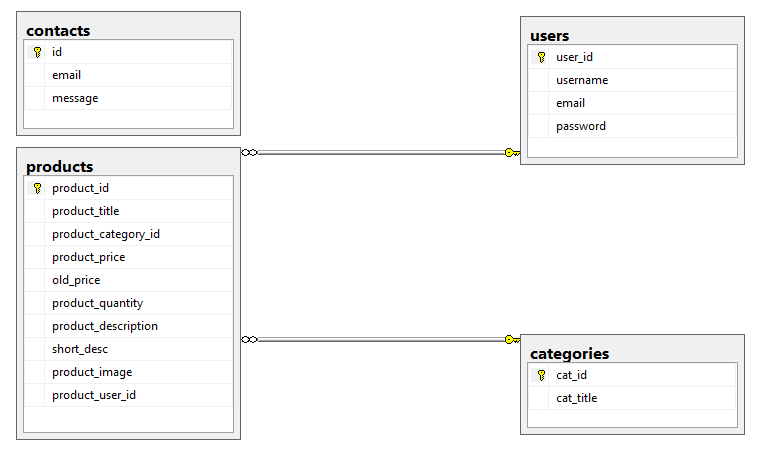 contacts
id
email
message
products
product_id
product_title
product_category_id
product_price
old_price
product_quantity
product_description
short_desc
product_image
product_user_id
users
user_id
username
email
password
categories
cat_id
cat_title